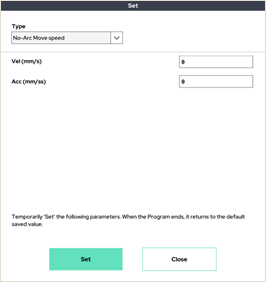 Set
Type
No-Arc Move speed
Vel (mm/s)
0
Acc (mm/ss)
0
Temporarily 'Set' the following parameters. When the Program ends, it returns to the default
saved value.
Set
Close